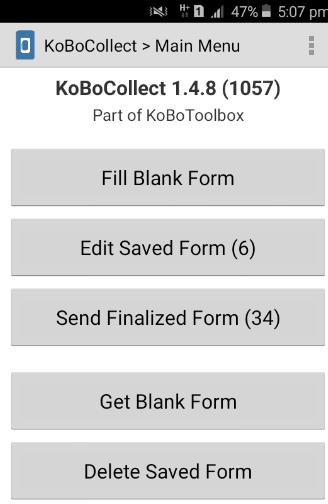 H+ 1 47% 5:07 pm
KoBoCollect > Main Menu
KoBoCollect 1.4.8 (1057)
Part of KoBoToolbox
Fill Blank Form
Edit Saved Form (6)
Send Finalized Form (34)
Get Blank Form
Delete Saved Form